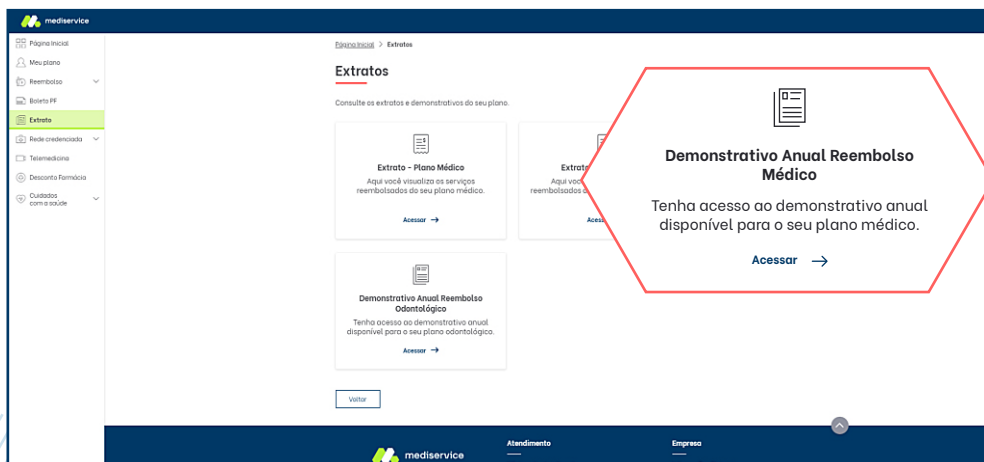 mediservice
Página Inicial
Meu plano
Reembolso
Boleto PF
Extrato
Rede credenciada
Telemedicina
Desconto Farmácia
Cuidados
com a saúde
Página Inicial > Extratos
Extratos
Consulte os extratos e demonstrativos do seu plano.
Extrato - Plano Médico
Aqui você visualiza os serviços
reembolsados do seu plano médico.
Acessar →
Extrato
Aqui
reembolsados
Demonstrativo Anual Reembolso
Médico
Tenha acesso ao demonstrativo anual
disponível para o seu plano médico.
Acessar →
Demonstrativo Anual Reembolso
Odontológico
Tenha acesso ao demonstrativo anual
disponível para o seu plano odontológico.
Acessar →
Voltar
mediservice
Atendimento
Empresa